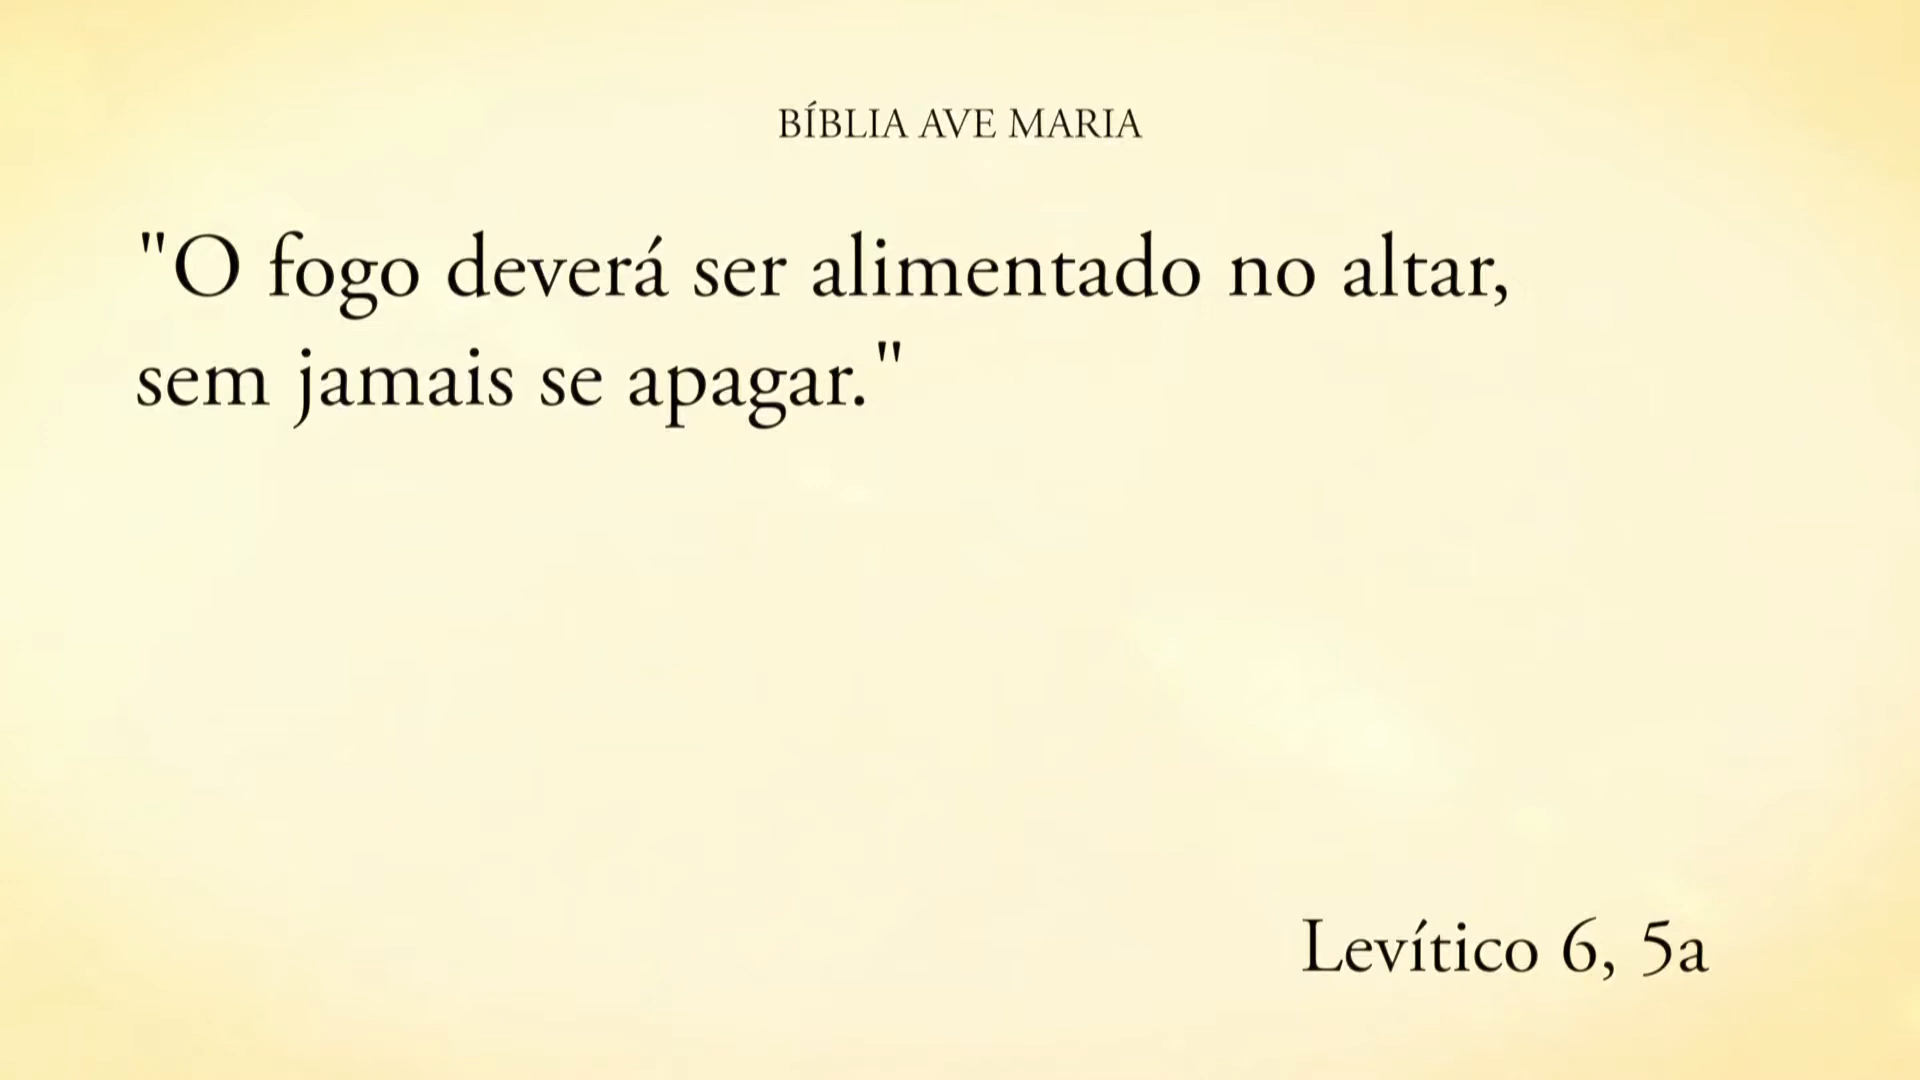 BÍBLIA AVE MARIA
"O fogo deverá ser alimentado no altar,
sem jamais se apagar."
Levítico 6, 5a